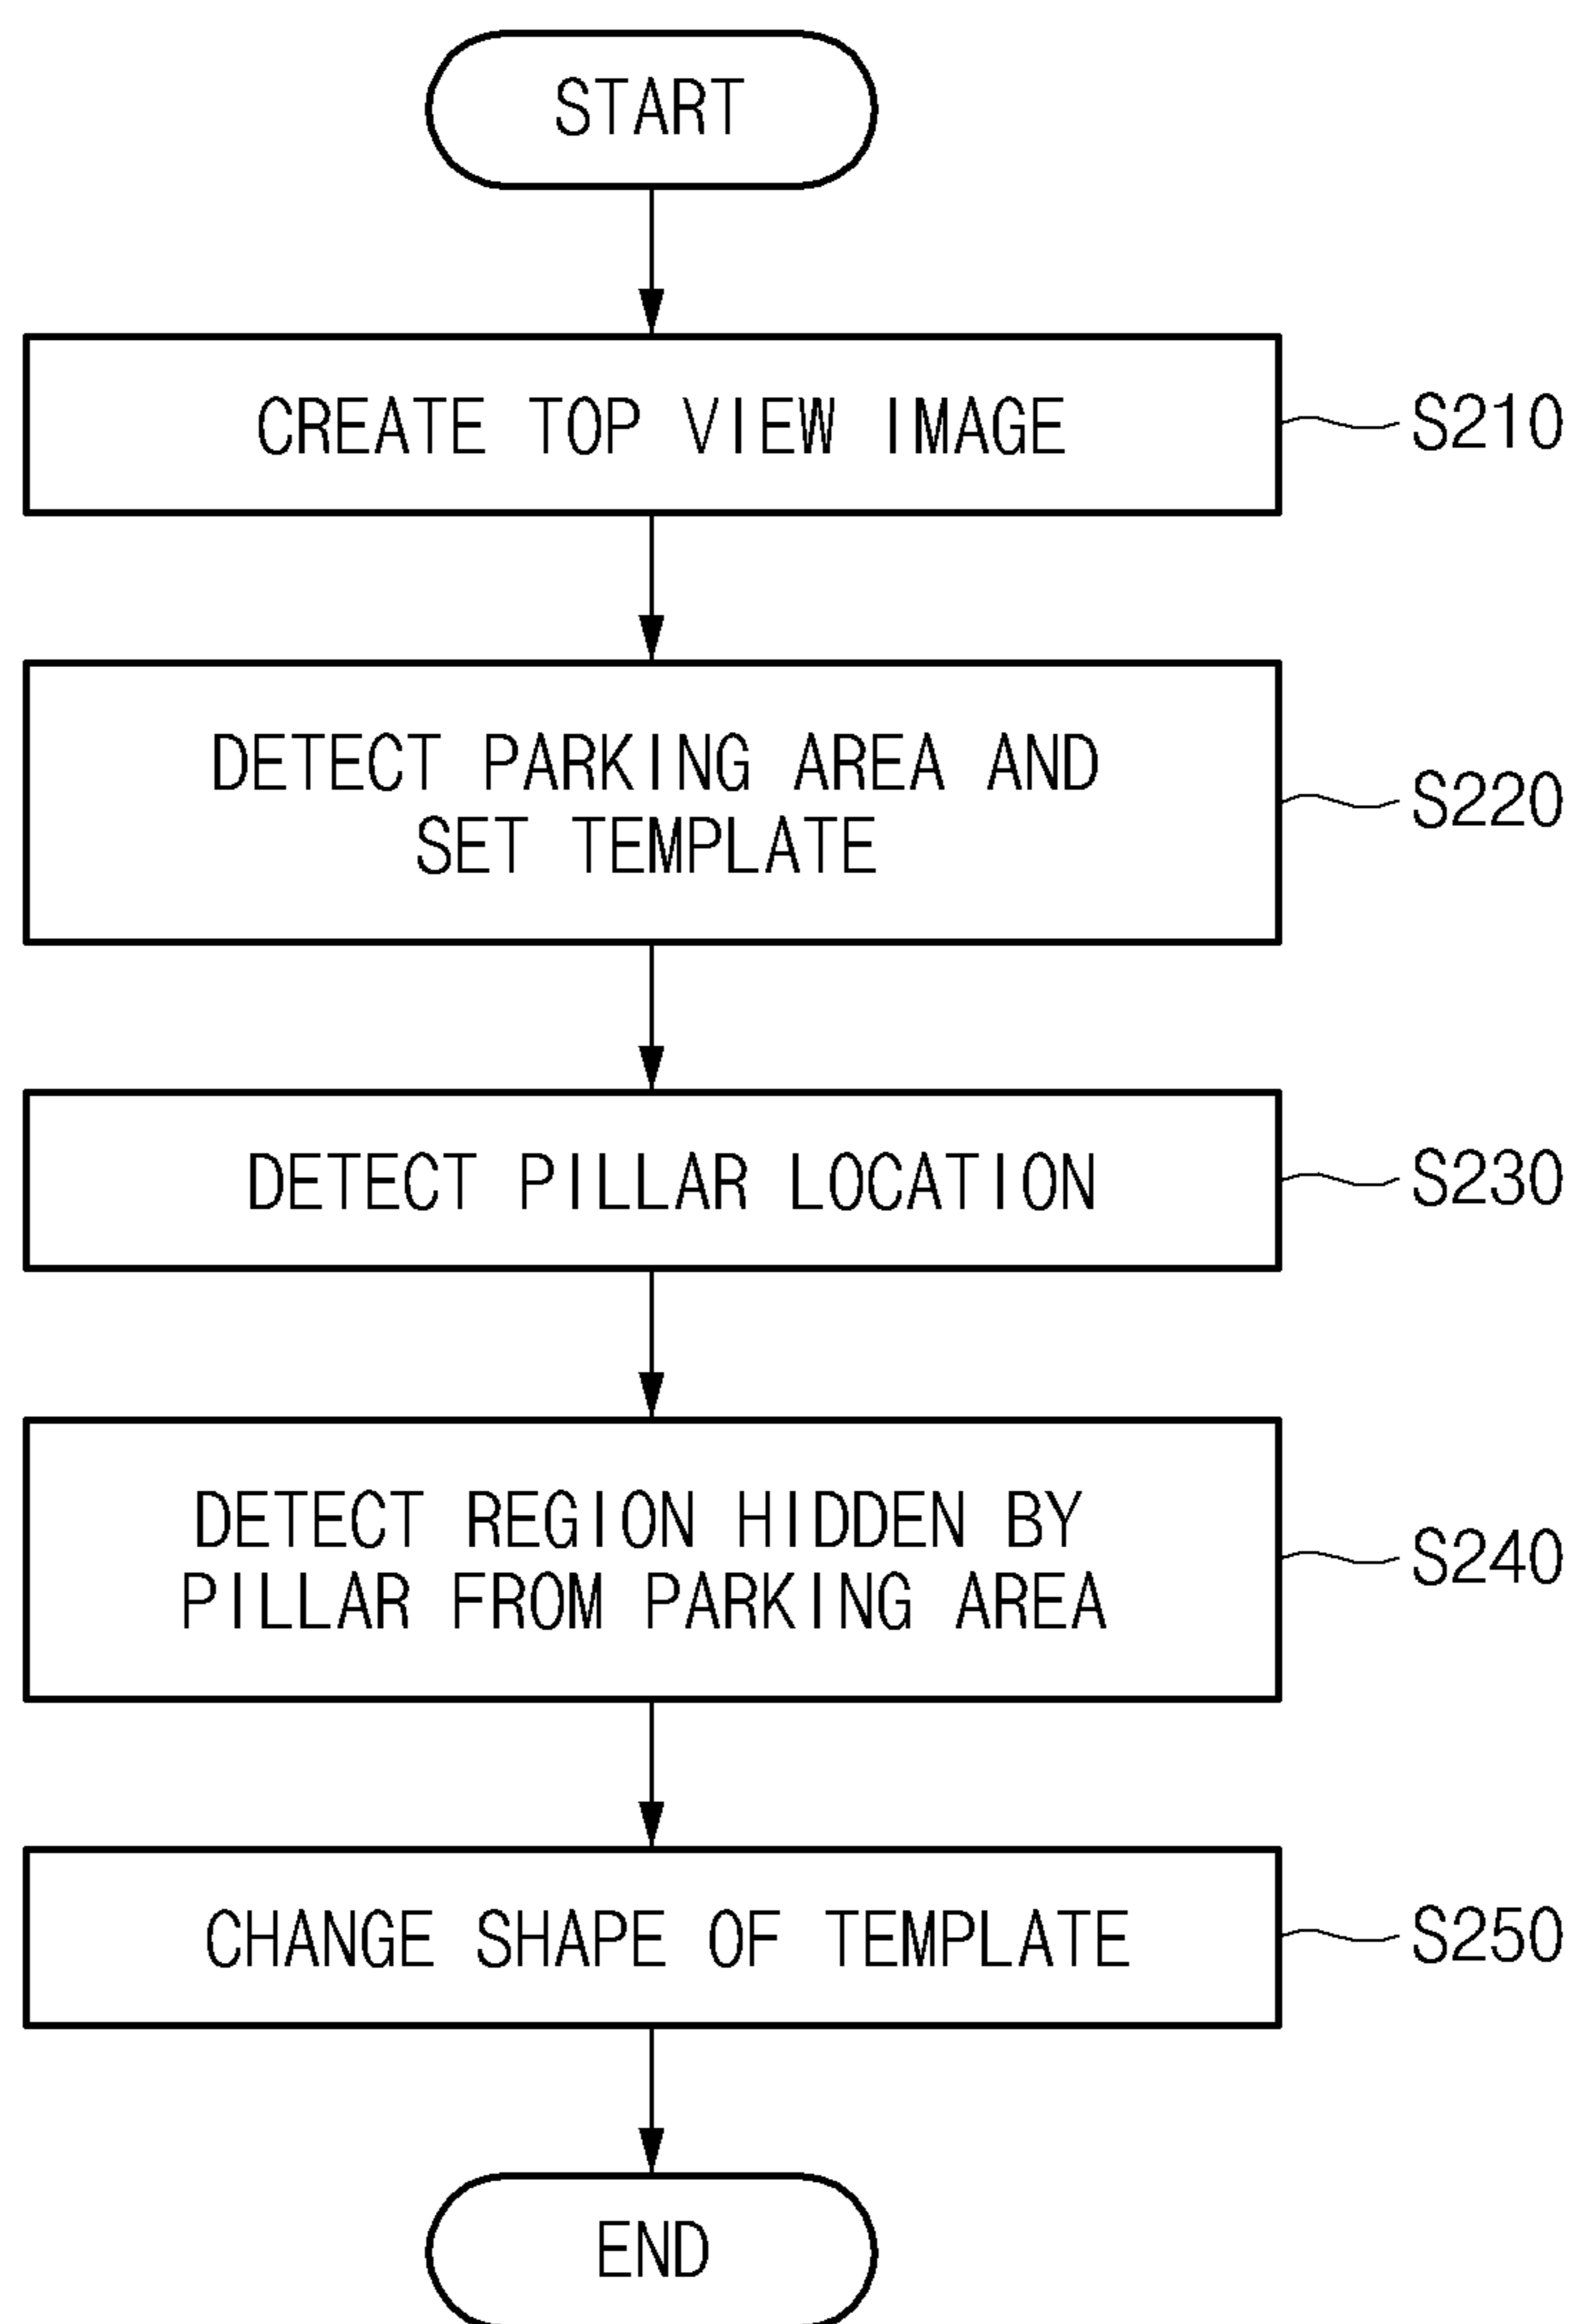 START
CREATE TOP VIEW IMAGE
S210
DETECT PARKING AREA AND
SET TEMPLATE
S220
DETECT PILLAR LOCATION
S230
DETECT REGION HIDDEN BY
PILLAR FROM PARKING AREA
S240
CHANGE SHAPE OF TEMPLATE
S250
END